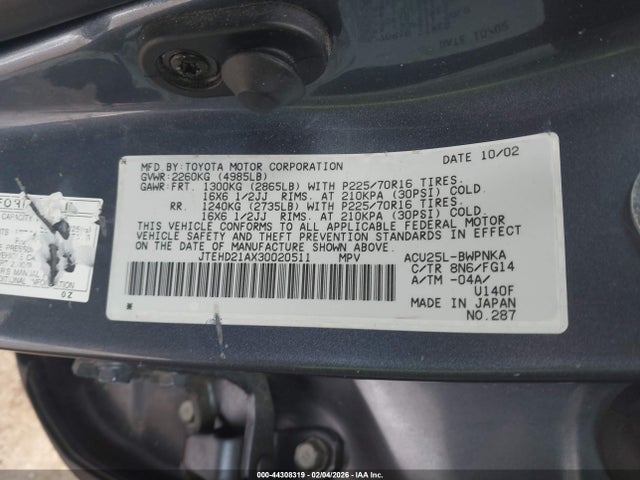 DATE 10/02
MFD. BY: TOYOTA MOTOR CORPORATION
GVWR: 2260KG (4985LB)
GAWR: FRT. 1300KG (2865LB) WITH P225/70R16 TIRES.
16X6 1/2JJ RIMS. AT 210KPA (30PSI) COLD.
RR. 1240KG (2735LB) WITH P225/70R16 TIRES.
16X6 1/2JJ RIMS. AT 210KPA (30PSI) COLD.
THIS VEHICLE CONFORMS TO ALL APPLICABLE FEDERAL MOTOR
VEHICLE SAFETY AND THEFT PREVENTION STANDARDS IN EFFECT
ON THE DATE OF MANUFACTURE SHOWN ABOVE.
JTEHD21AX30020511 MPV ACU25L-BWPNKA
C/TR 8N6/FG14
A/TM -04A/
U140F
MADE IN JAPAN
NO.287
CAPACITY
02
000-44308319 - 02/04/2026 - IAA